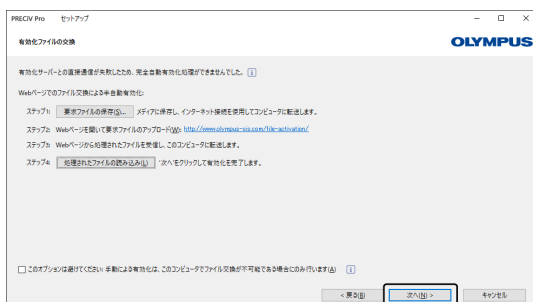 PRECiV Pro セットアップ
有効化ファイルの交換
OLYMPUS
有効化サーバーとの直接通信が失敗したため、完全自動有効化処理ができませんでした。 i
Webページでのファイル交換による半自動有効化:
ステップ1: 要求ファイルの保存(S)... メディアに保存し、インターネット接続を使用してコンピュータに転送します。
ステップ2: Webページを開いて要求ファイルのアップロード(W): http://www.olympus-sis.com/file-activation/
ステップ3: Webページから処理されたファイルを受信し、このコンピュータに転送します。
ステップ4: 処理されたファイルの読み込み(L) '次へ'をクリックして有効化を完了します。
このオプションは避けてください: 手動による有効化は、このコンピュータでファイル交換が不可能である場合にのみ行います(A) i
< 戻る(B) 次へ(N) > キャンセル